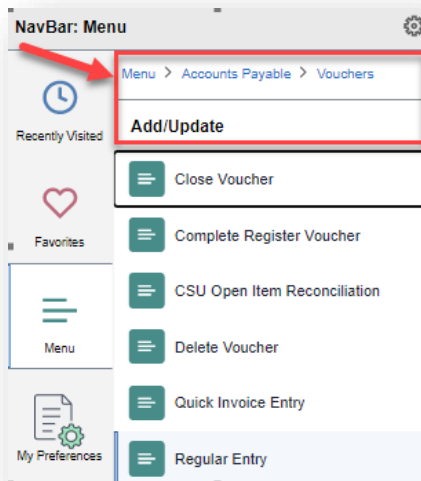 NavBar: Menu
Menu > Accounts Payable > Vouchers
Recently Visited
Add/Update
Close Voucher
Favorites
Complete Register Voucher
CSU Open Item Reconciliation
Menu
Delete Voucher
Quick Invoice Entry
My Preferences
Regular Entry